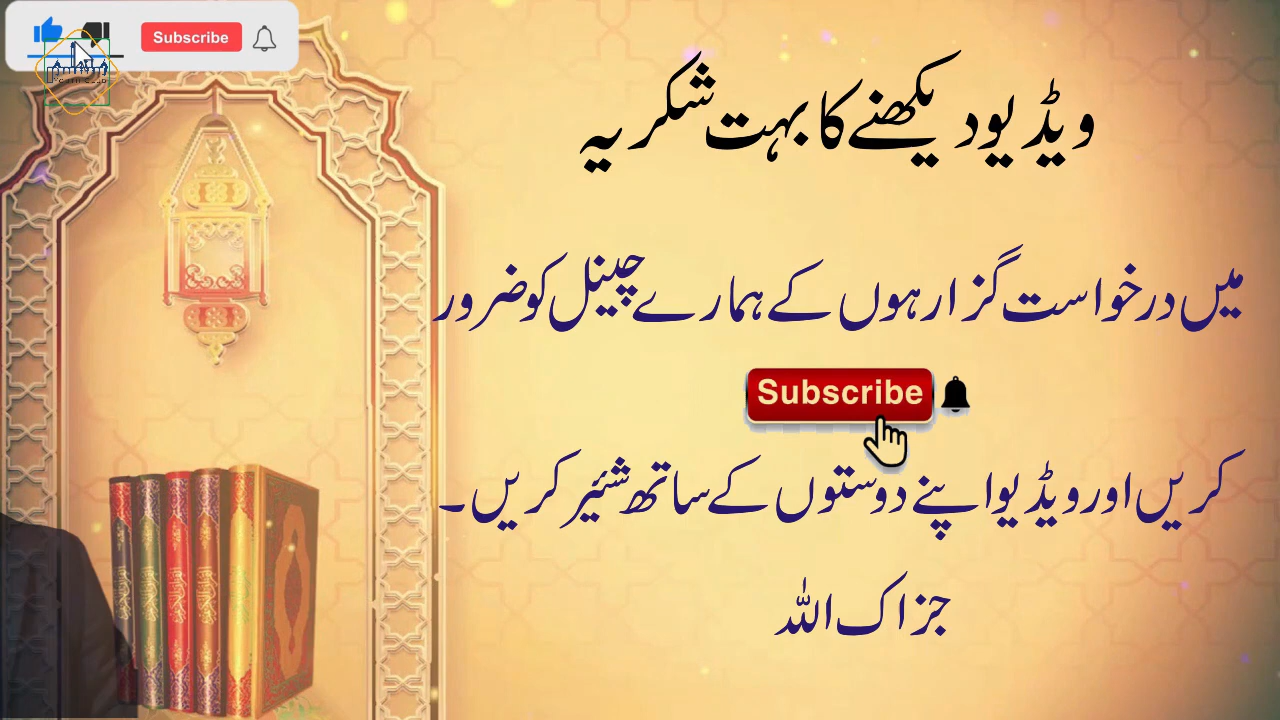 Subscribe
ویڈیو دیکھنے کا بہت شکریہ
میں درخواست گزار ہوں کے ہمارے چینل کو ضرور
Subscribe
کریں اور ویڈیو اپنے دوستوں کے ساتھ شئیر کریں۔
جزاک اللہ